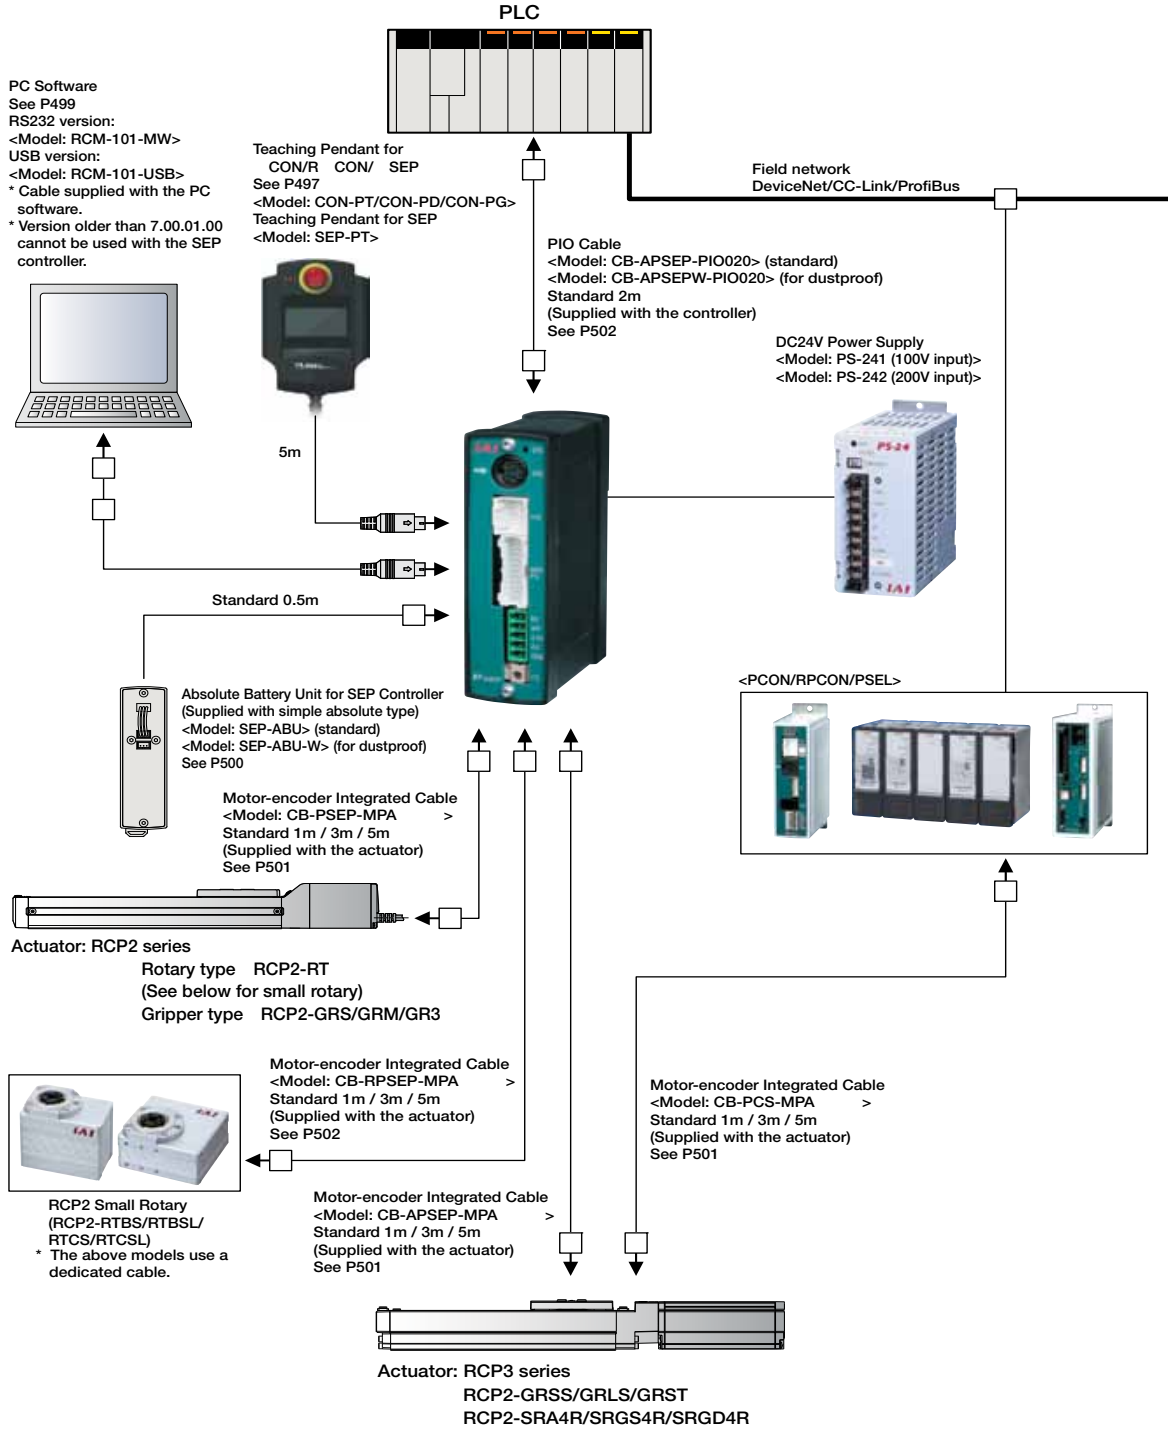 PLC
PC Software
See P499
RS232 version:
<Model: RCM-101-MW>
USB version:
<Model: RCM-101-USB>
* Cable supplied with the PC
software.
* Version older than 7.00.01.00
cannot be used with the SEP
controller.
Teaching Pendant for
CON/R CON/ SEP
See P497
<Model: CON-PT/CON-PD/CON-PG>
Teaching Pendant for SEP
<Model: SEP-PT>
Field network
DeviceNet/CC-Link/ProfiBus
PIO Cable
<Model: CB-APSEP-PIO020> (standard)
<Model: CB-APSEPW-PIO020> (for dustproof)
Standard 2m
(Supplied with the controller)
See P502
DC24V Power Supply
<Model: PS-241 (100V input)>
<Model: PS-242 (200V input)>
5m
IAI
PS-24
IAI
Standard 0.5m
Absolute Battery Unit for SEP Controller
(Supplied with simple absolute type)
<Model: SEP-ABU> (standard)
<Model: SEP-ABU-W> (for dustproof)
See P500
<PCON/RPCON/PSEL>
Motor-encoder Integrated Cable
<Model: CB-PSEP-MPA >
Standard 1m / 3m / 5m
(Supplied with the actuator)
See P501
Actuator: RCP2 series
Rotary type RCP2-RT
(See below for small rotary)
Gripper type RCP2-GRS/GRM/GR3
Motor-encoder Integrated Cable
<Model: CB-RPSEP-MPA >
Standard 1m / 3m / 5m
(Supplied with the actuator)
See P502
Motor-encoder Integrated Cable
<Model: CB-PCS-MPA >
Standard 1m / 3m / 5m
(Supplied with the actuator)
See P501
IAI
IAI
RCP2 Small Rotary
(RCP2-RTBS/RTBSL/
RTCS/RTCSL)
* The above models use a
dedicated cable.
Motor-encoder Integrated Cable
<Model: CB-APSEP-MPA >
Standard 1m / 3m / 5m
(Supplied with the actuator)
See P501
Actuator: RCP3 series
RCP2-GRSS/GRLS/GRST
RCP2-SRA4R/SRGS4R/SRGD4R